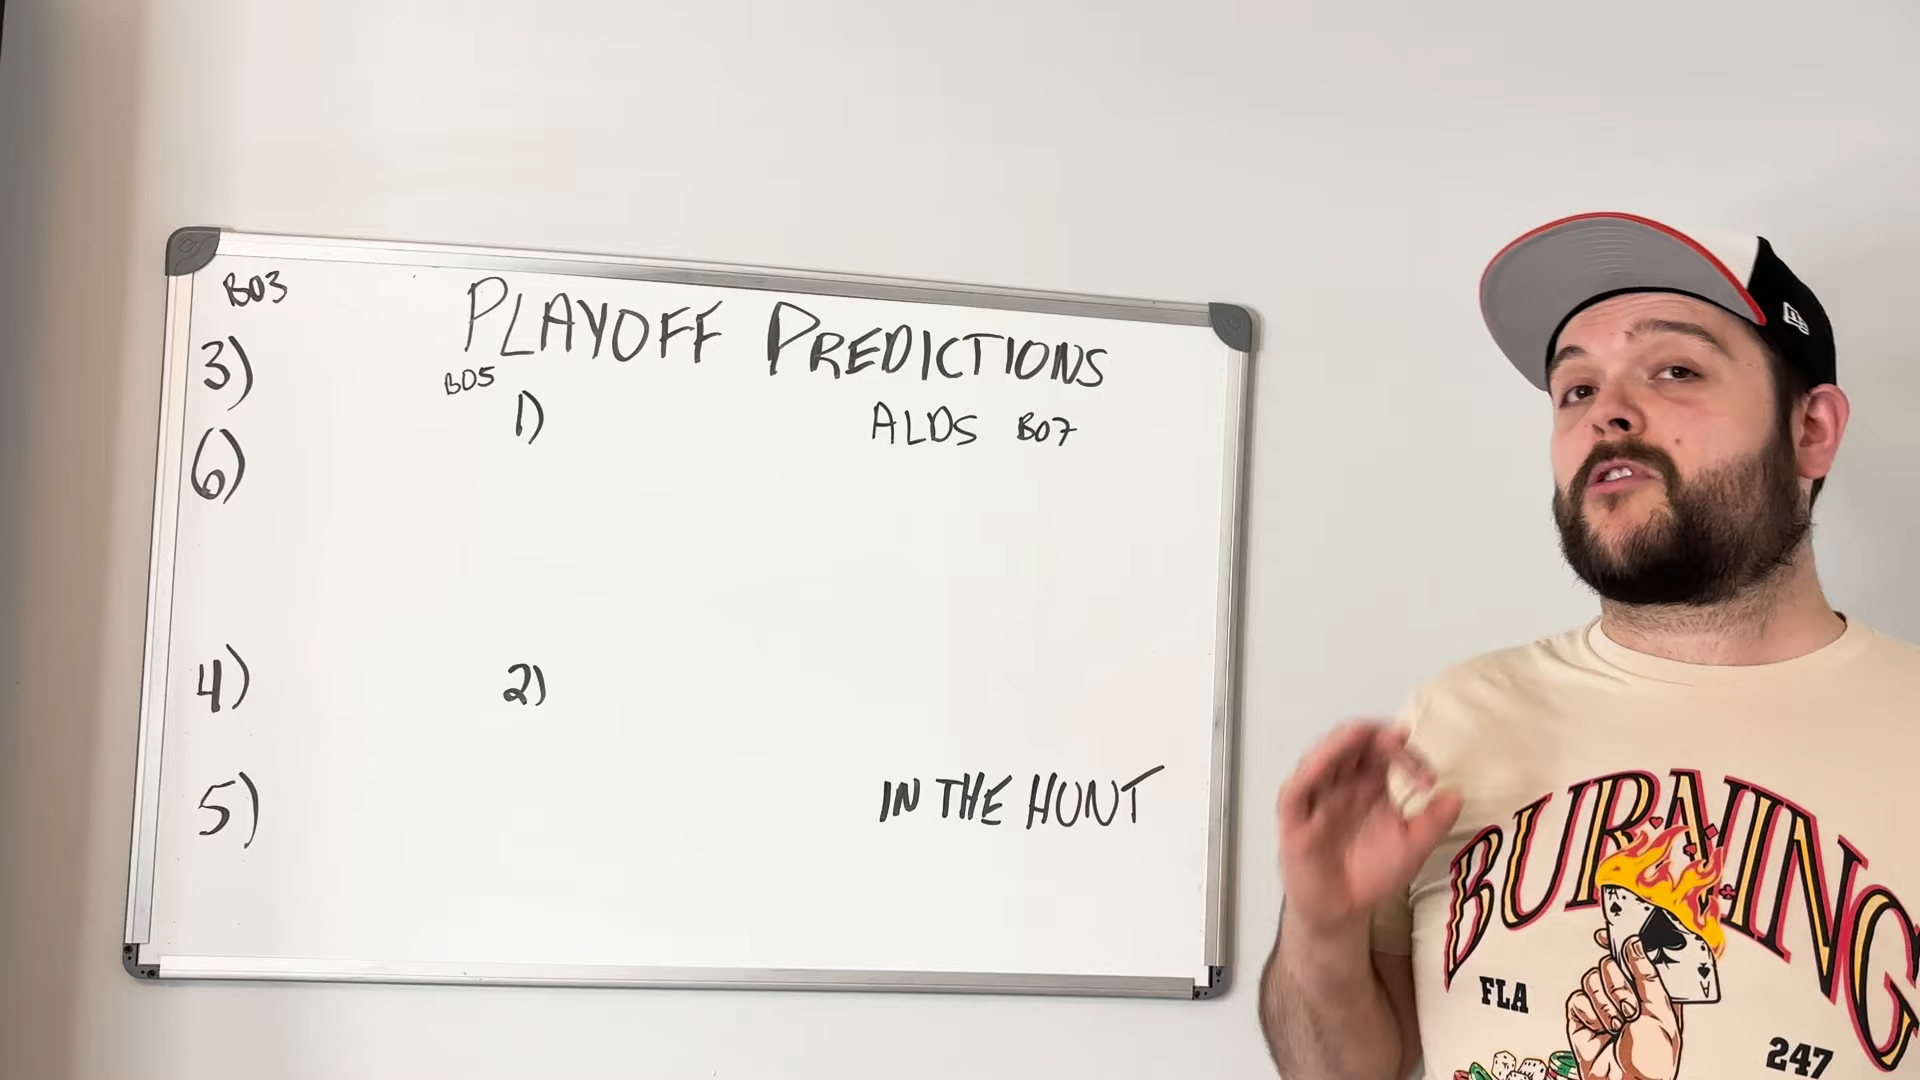 BO3
PLAYOFF PREDICTIONS
3)
BO5
1)
ALDS BO7
6)
4)
2)
5)
IN THE HUNT
BURNING
FLA
247
A